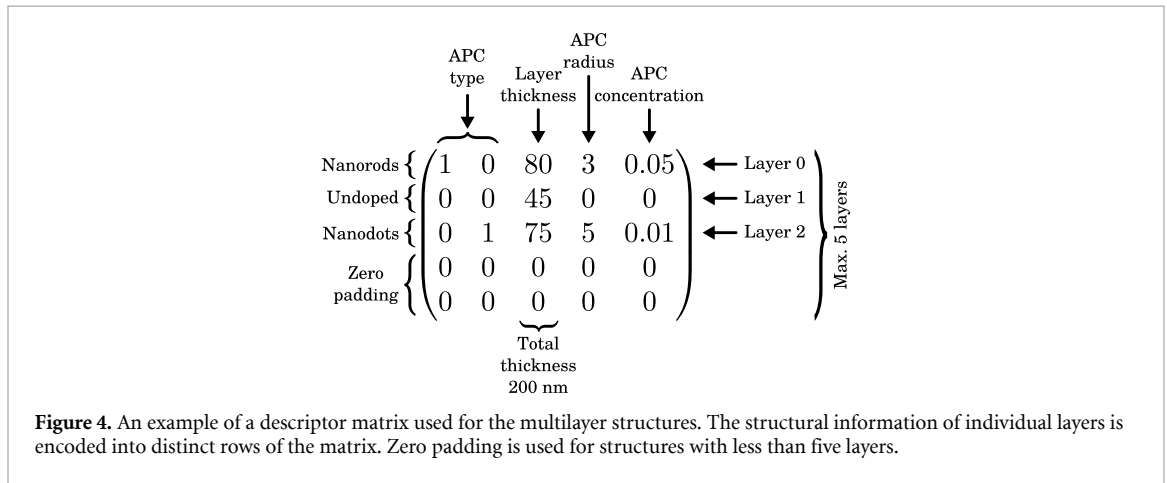 APC
type
Layer
thickness
APC
radius
APC
concentration
Nanorods 1 0 80 3 0.05 Layer 0
Undoped 0 0 45 0 0 Layer 1
Nanodots 0 1 75 5 0.01 Layer 2
Zero
padding
0 0 0 0 0
0 0 0 0 0
Max. 5 layers
Total
thickness
200 nm
Figure 4. An example of a descriptor matrix used for the multilayer structures. The structural information of individual layers is
encoded into distinct rows of the matrix. Zero padding is used for structures with less than five layers.